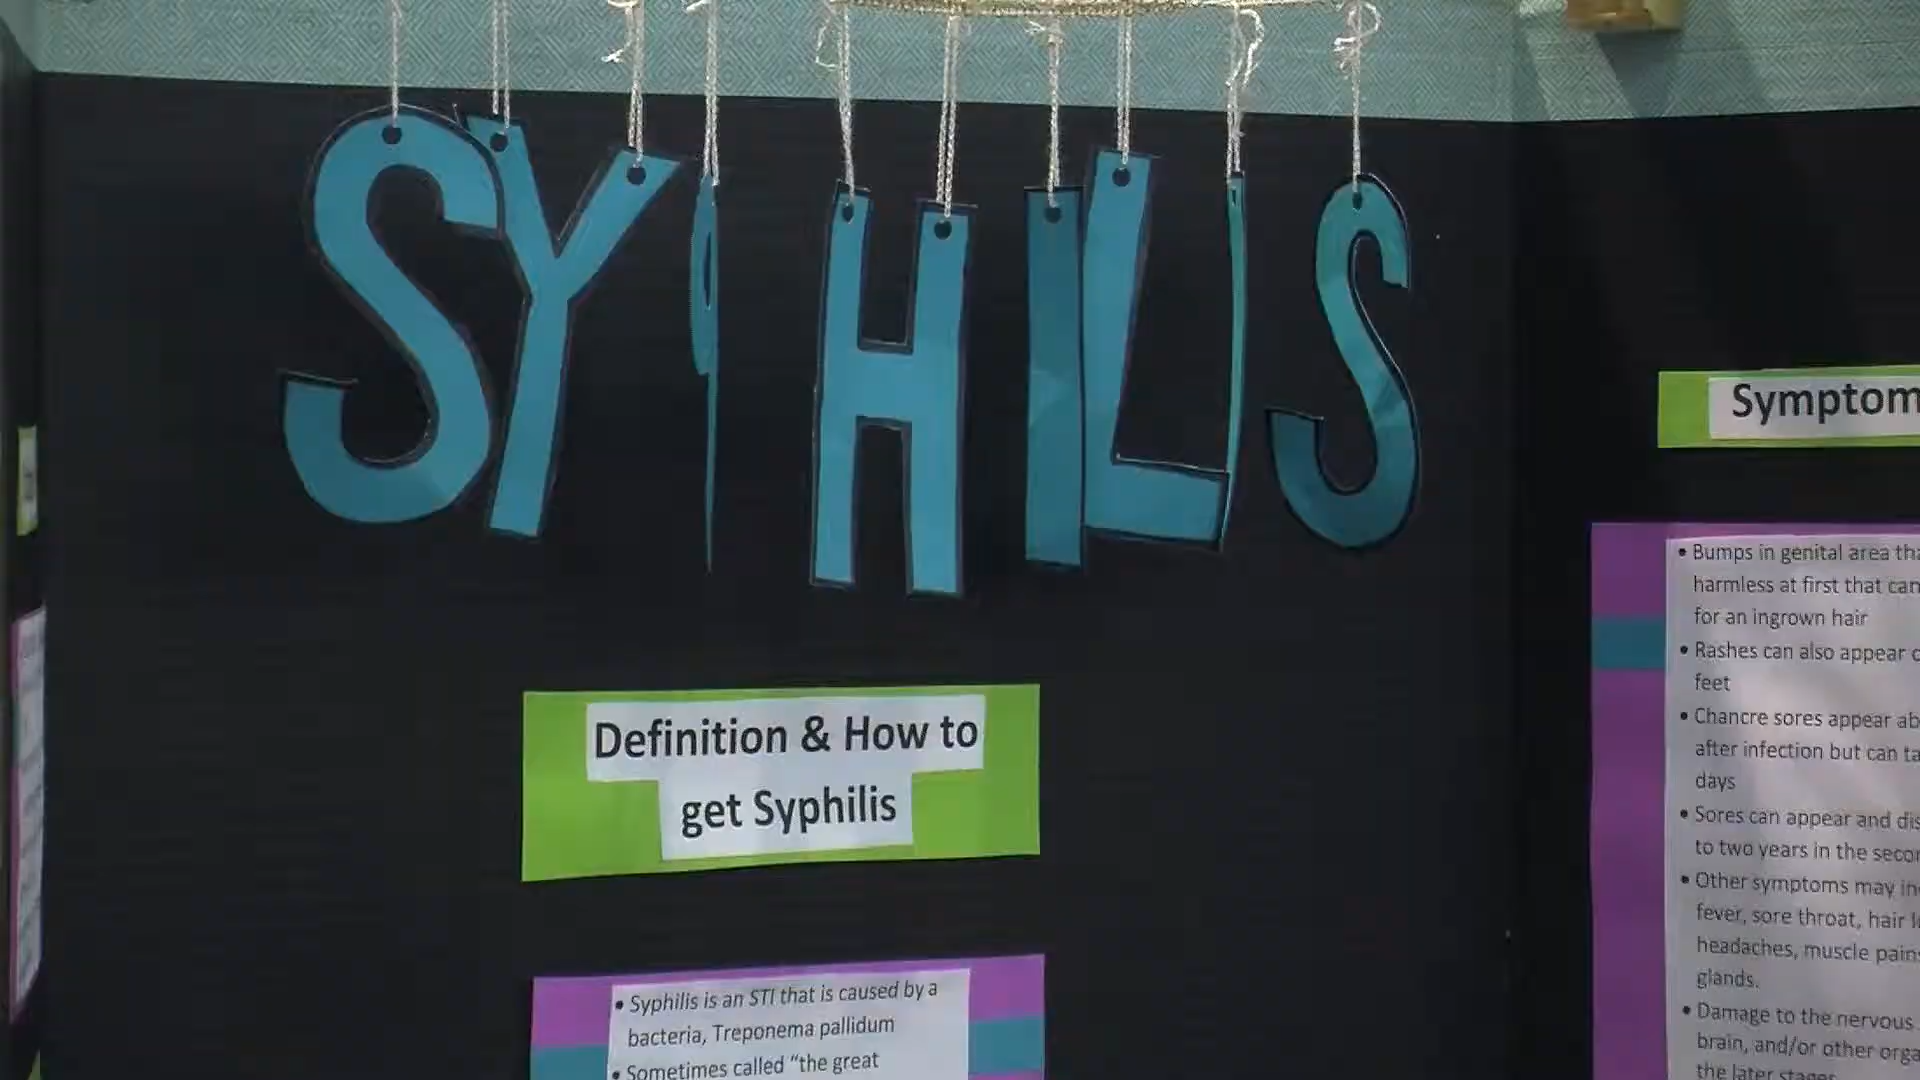 SYPHILIS
Definition & How to
get Syphilis
• Syphilis is an STI that is caused by a
bacteria, Treponema pallidum
• Sometimes called “the great
Symptom
• Bumps in genital area tha
harmless at first that can
for an ingrown hair
• Rashes can also appear o
feet
• Chancre sores appear ab
after infection but can ta
days
• Sores can appear and dis
to two years in the secon
• Other symptoms may in
fever, sore throat, hair l
headaches, muscle pains
glands.
• Damage to the nervous
brain, and/or other orga
the later stages